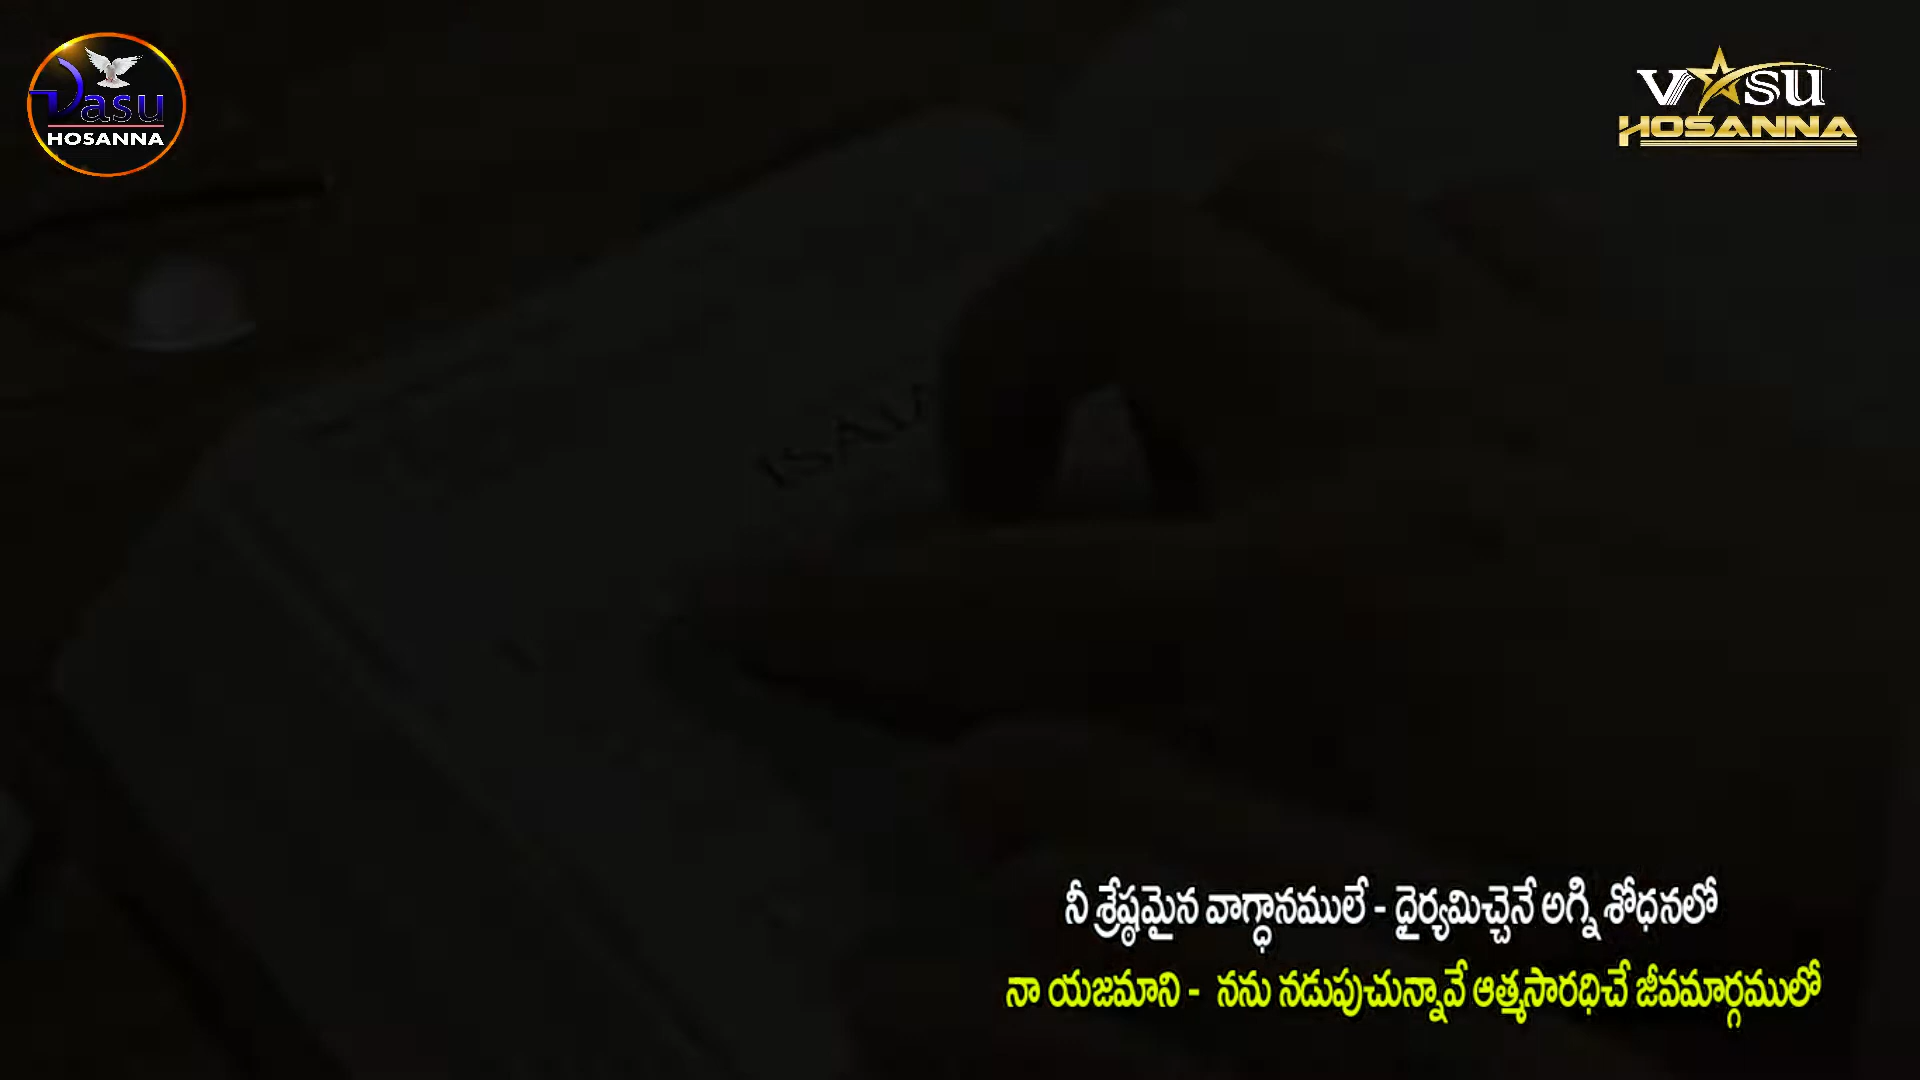 Vasu
HOSANNA
VASU
HOSANNA
నీ శ్రేష్ఠమైన వాగ్ధానములే - ధైర్యమిచ్చెనే అగ్ని శోధనలో
నా యజమాని - నను నడుపుచున్నావే ఆత్మసారధిచే జీవమార్గములో